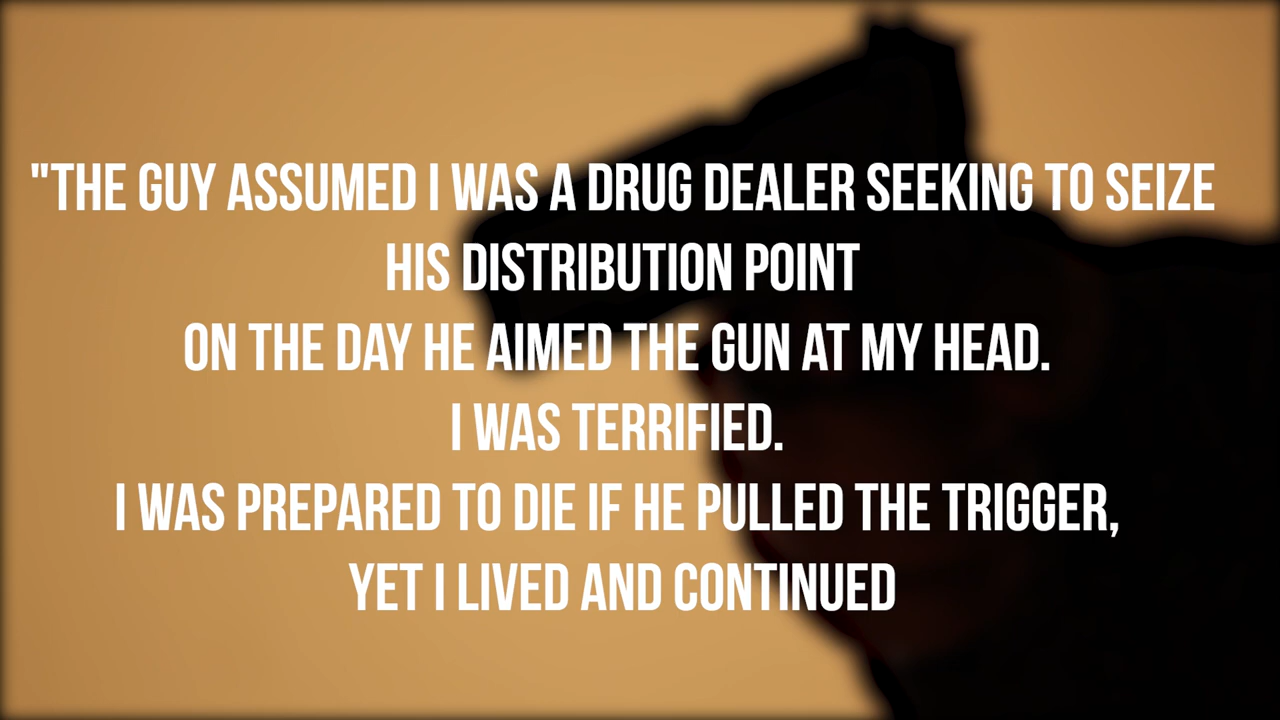 "THE GUY ASSUMED I WAS A DRUG DEALER SEEKING TO SEIZE
HIS DISTRIBUTION POINT
ON THE DAY HE AIMED THE GUN AT MY HEAD.
I WAS TERRIFIED.
I WAS PREPARED TO DIE IF HE PULLED THE TRIGGER,
YET I LIVED AND CONTINUED